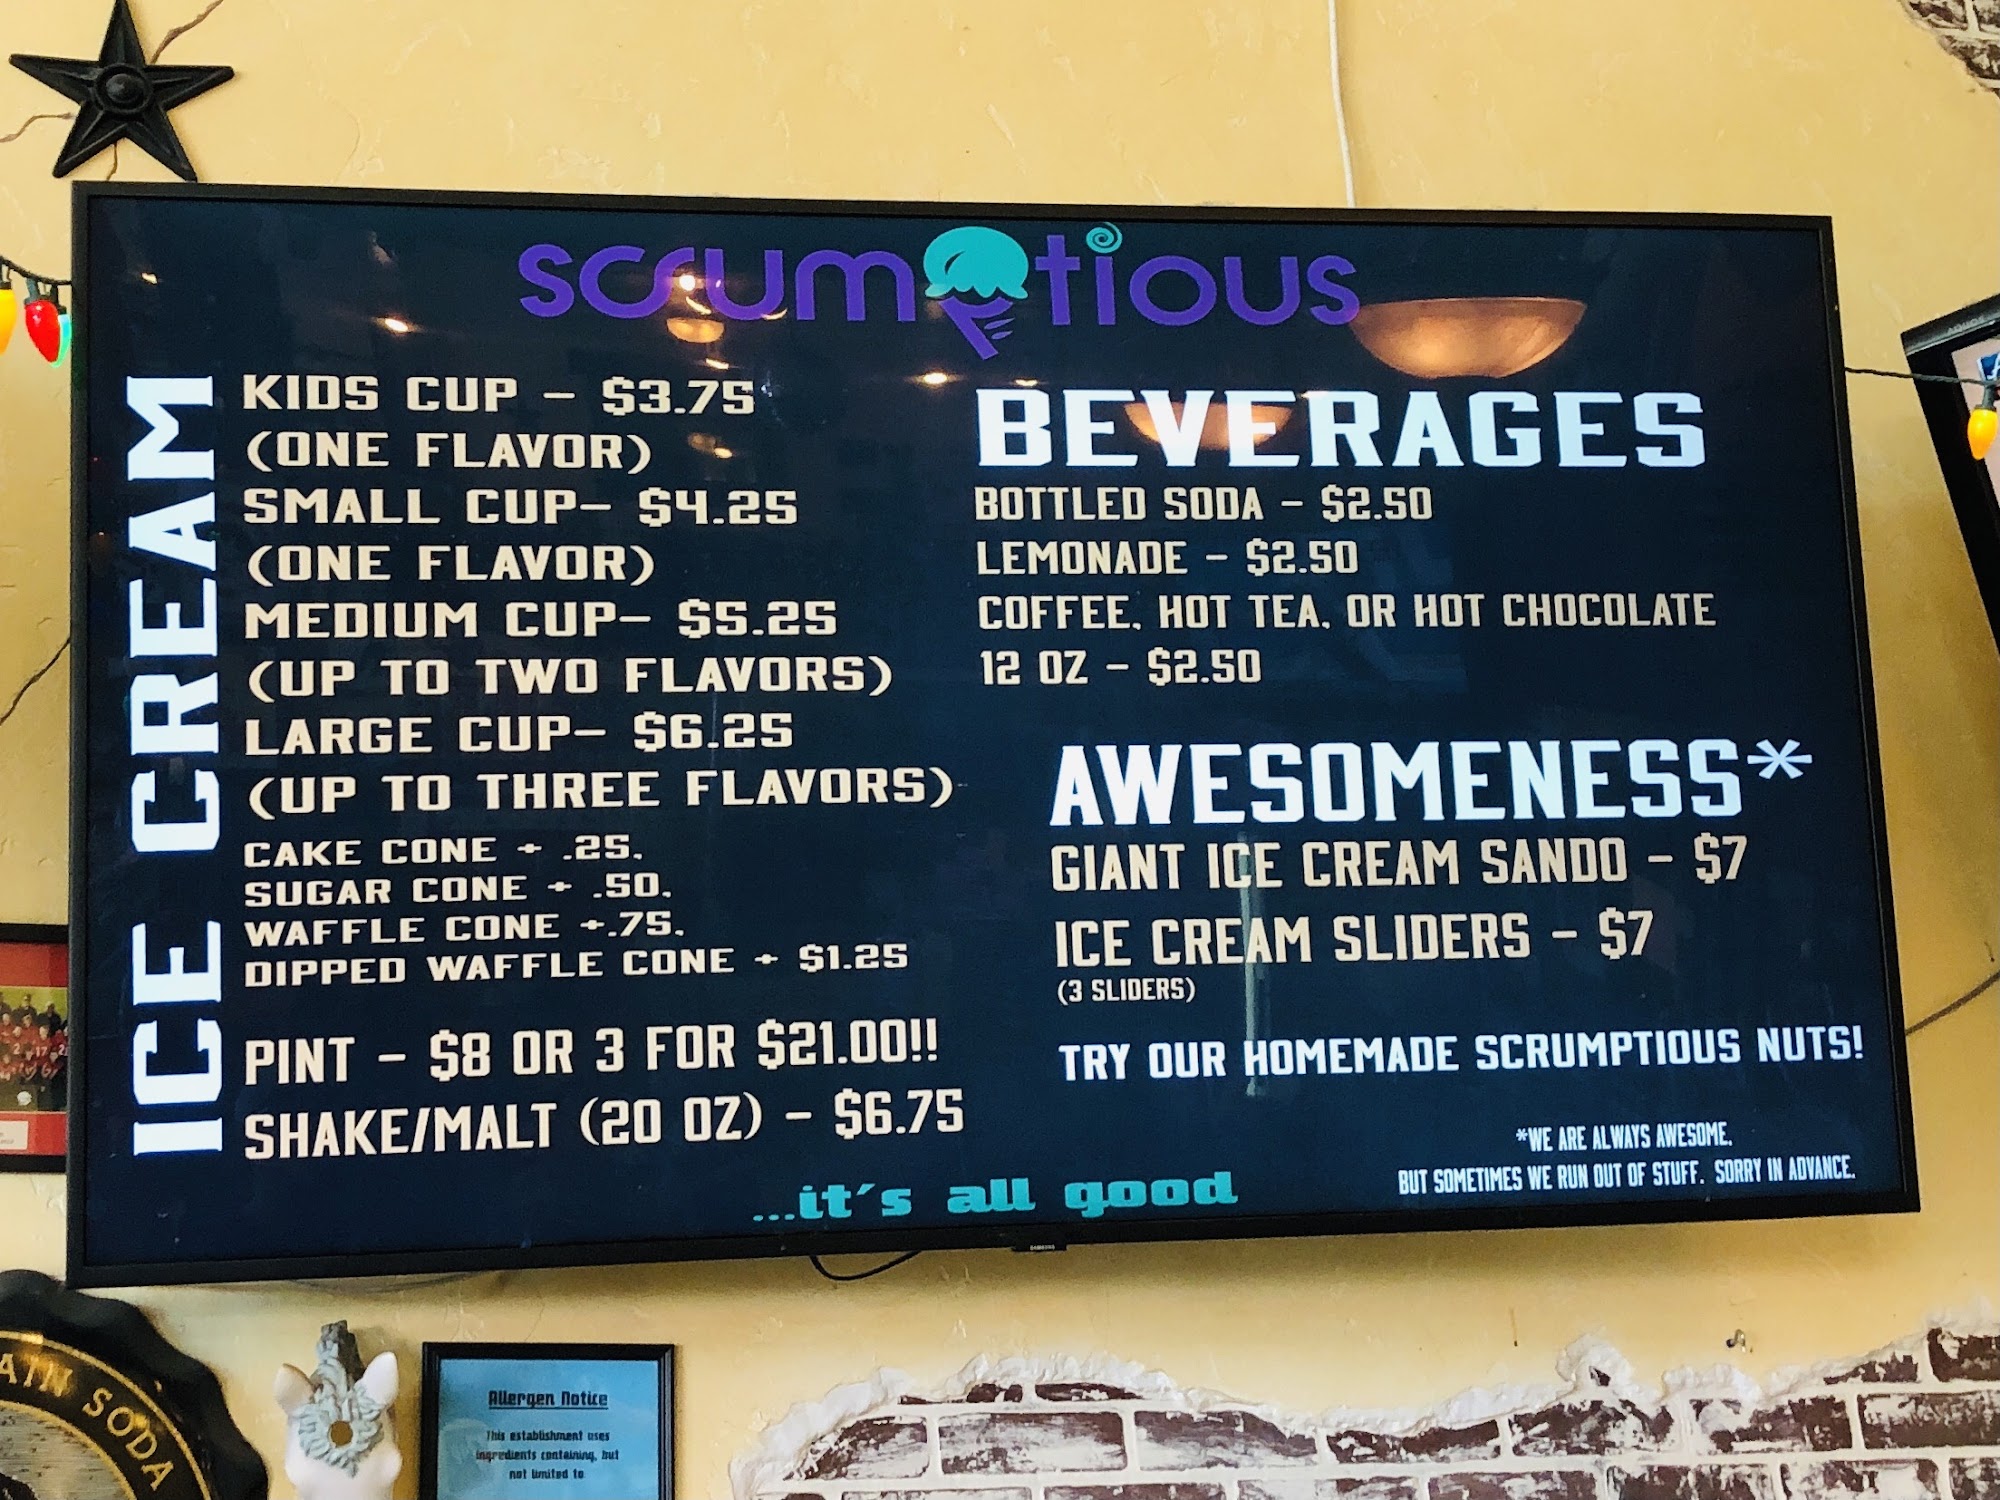 scrumptious
ICE CREAM
KIDS CUP - $3.75
(ONE FLAVOR)
SMALL CUP- $4.25
(ONE FLAVOR)
MEDIUM CUP- $5.25
(UP TO TWO FLAVORS)
LARGE CUP- $6.25
(UP TO THREE FLAVORS)
CAKE CONE + .25.
SUGAR CONE + .50.
WAFFLE CONE +.75.
DIPPED WAFFLE CONE + $1.25
PINT - $8 OR 3 FOR $21.00!!
SHAKE/MALT (20 OZ) - $6.75
BEVERAGES
BOTTLED SODA - $2.50
LEMONADE - $2.50
COFFEE, HOT TEA, OR HOT CHOCOLATE
12 OZ - $2.50
AWESOMENESS*
GIANT ICE CREAM SANDO - $7
ICE CREAM SLIDERS - $7
(3 SLIDERS)
TRY OUR HOMEMADE SCRUMPTIOUS NUTS!
*WE ARE ALWAYS AWESOME.
BUT SOMETIMES WE RUN OUT OF STUFF. SORRY IN ADVANCE.
...it's all good
SAMSUNG
AQUOS
SODA
Allergen Notice
This establishment uses
ingredients containing, but
not limited to